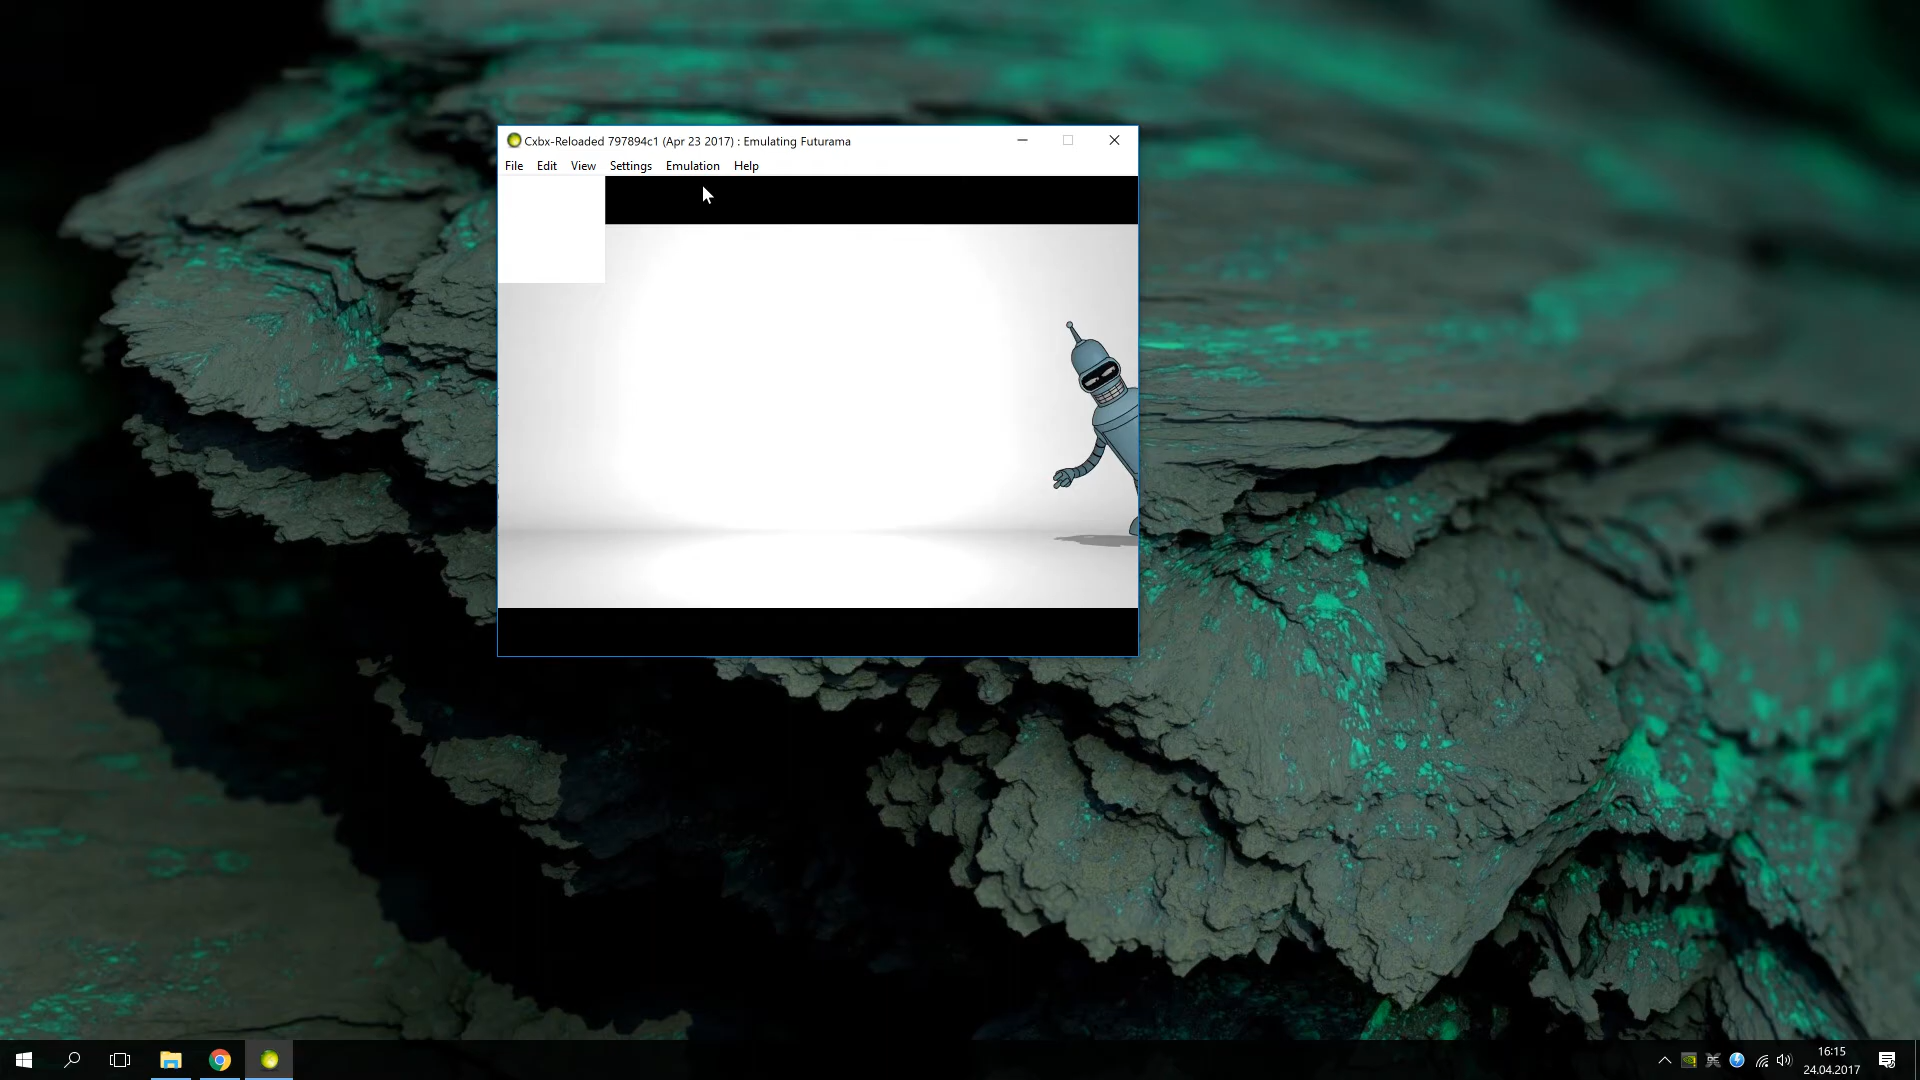 Cxbx-Reloaded 797894c1 (Apr 23 2017) : Emulating Futurama
File Edit View Settings Emulation Help
16:15
24.04.2017